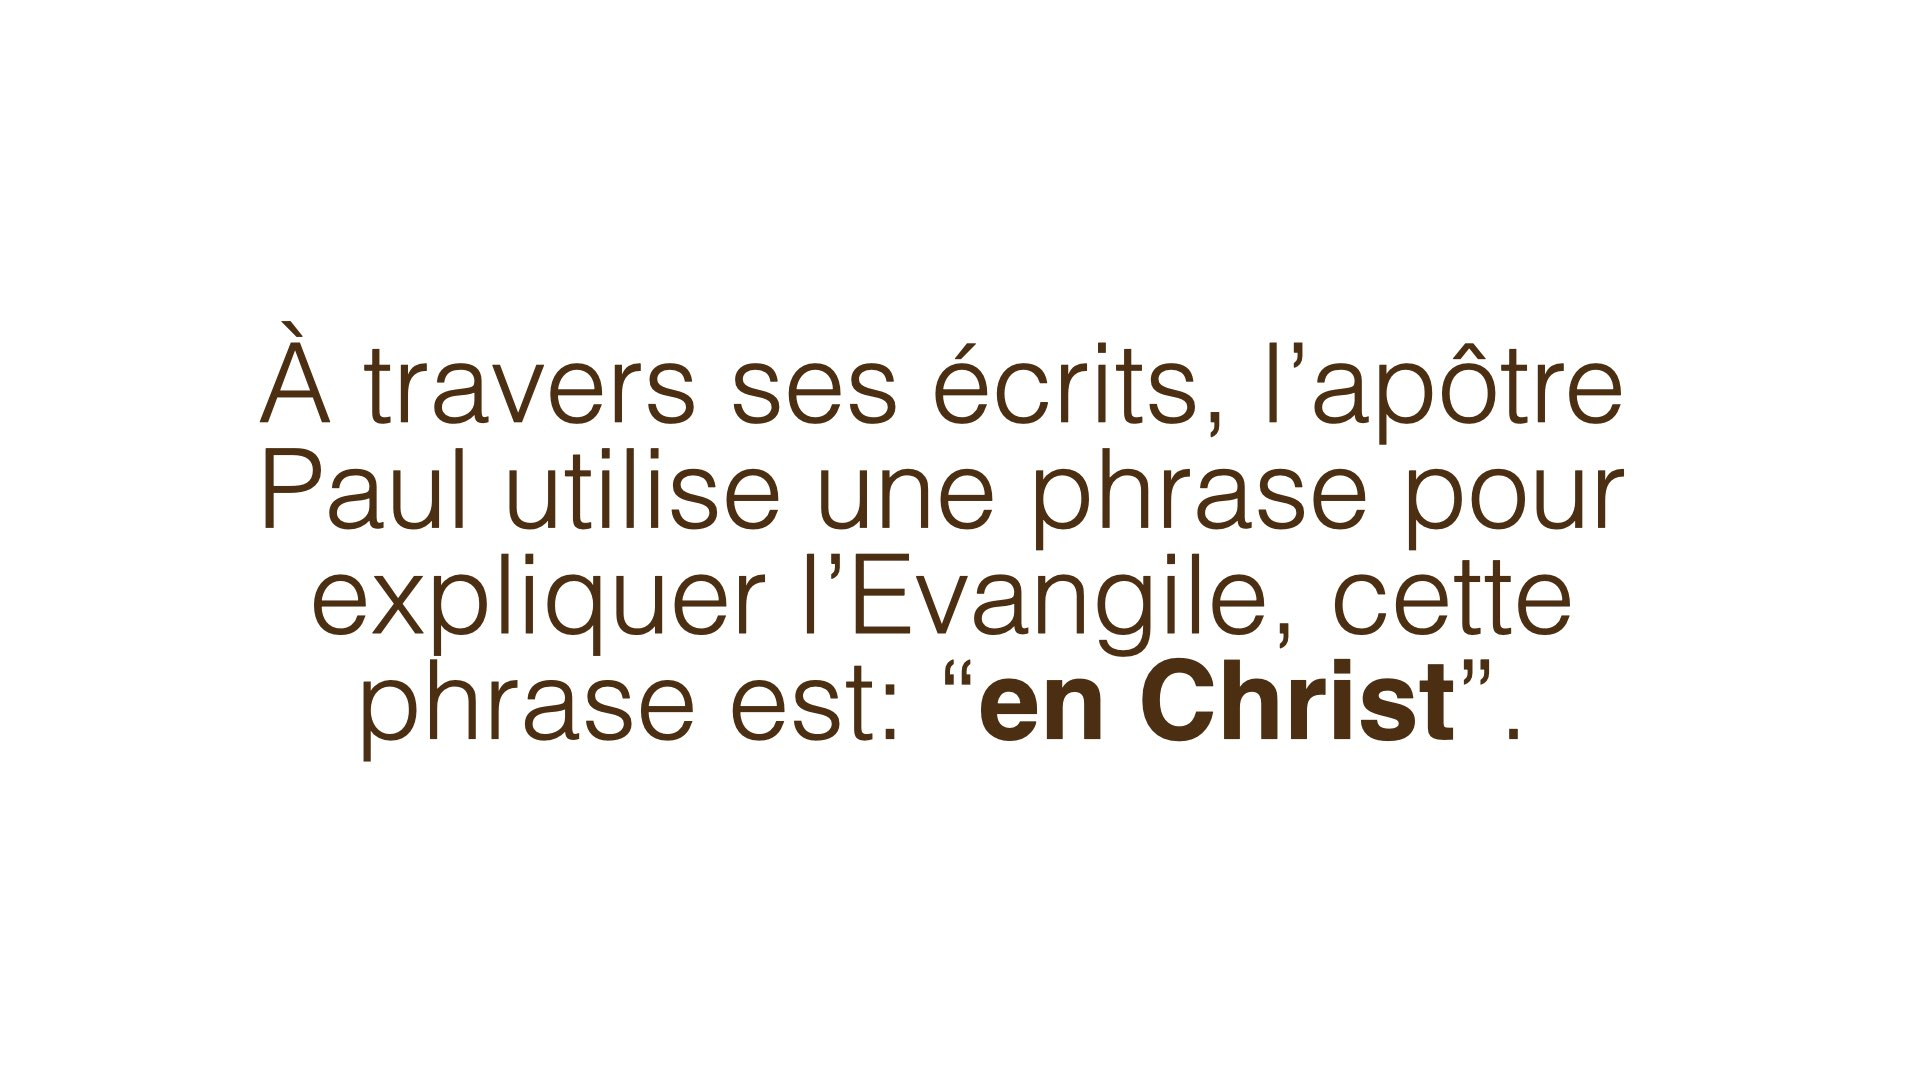 À travers ses écrits, l’apôtre
Paul utilise une phrase pour
expliquer l’Evangile, cette
phrase est: “en Christ” .